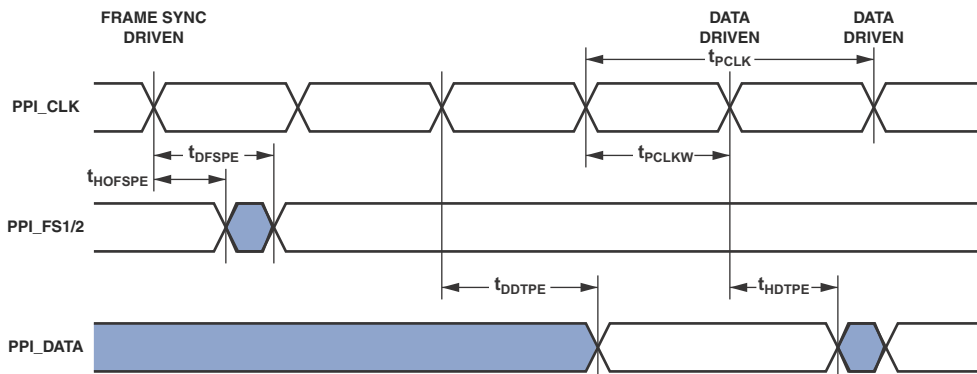 FRAME SYNC
DRIVEN
DATA
DRIVEN
DATA
DRIVEN
tPCLK
PPI_CLK
tDFSPE
tPCLKW
tHOFSPE
PPI_FS1/2
tDDTPE
tHDTPE
PPI_DATA